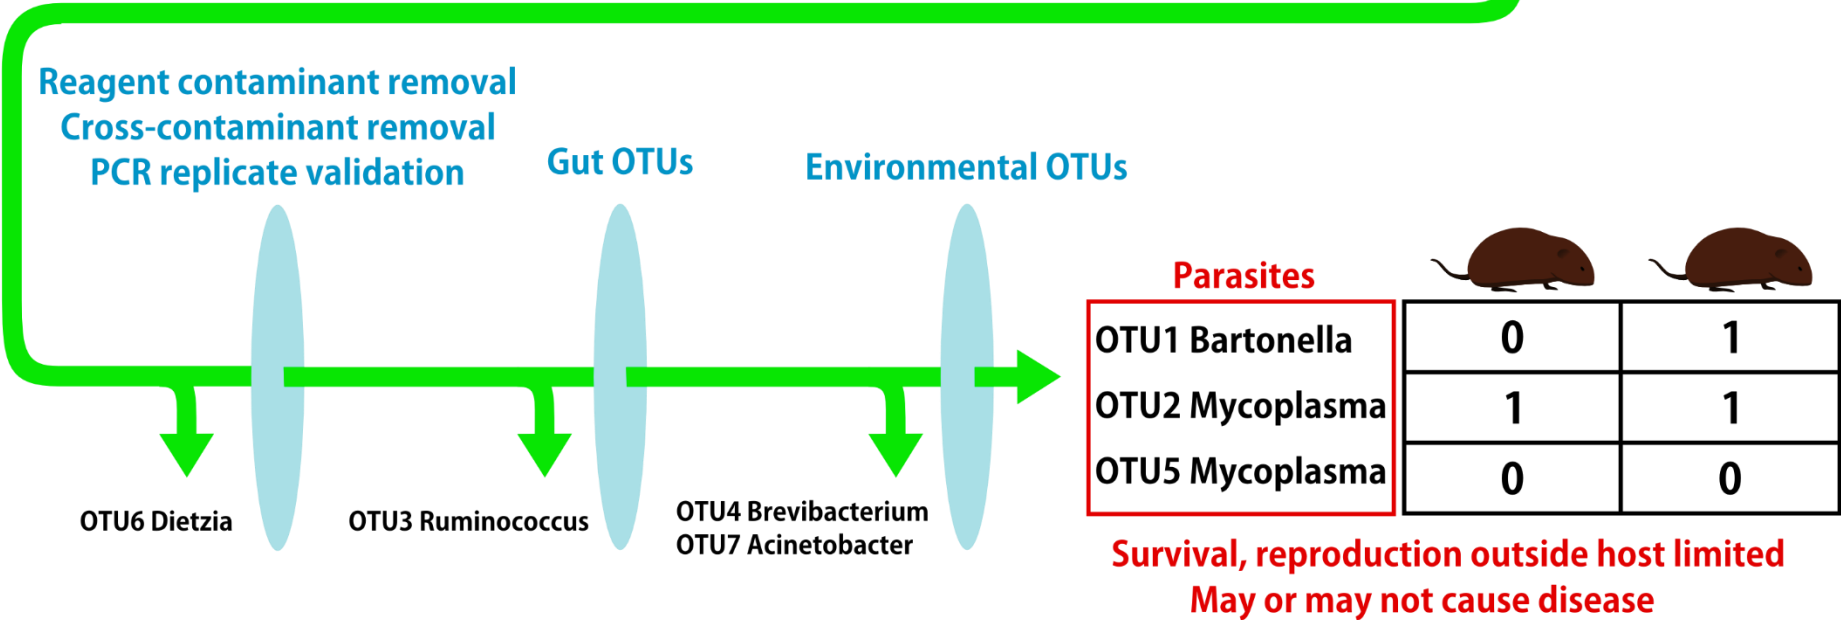 Reagent contaminant removal
Cross-contaminant removal
PCR replicate validation
Gut OTUs
Environmental OTUs
Parasites
OTU1 Bartonella 0 1
OTU2 Mycoplasma 1 1
OTU5 Mycoplasma 0 0
OTU6 Dietzia
OTU3 Ruminococcus
OTU4 Brevibacterium
OTU7 Acinetobacter
Survival, reproduction outside host limited
May or may not cause disease